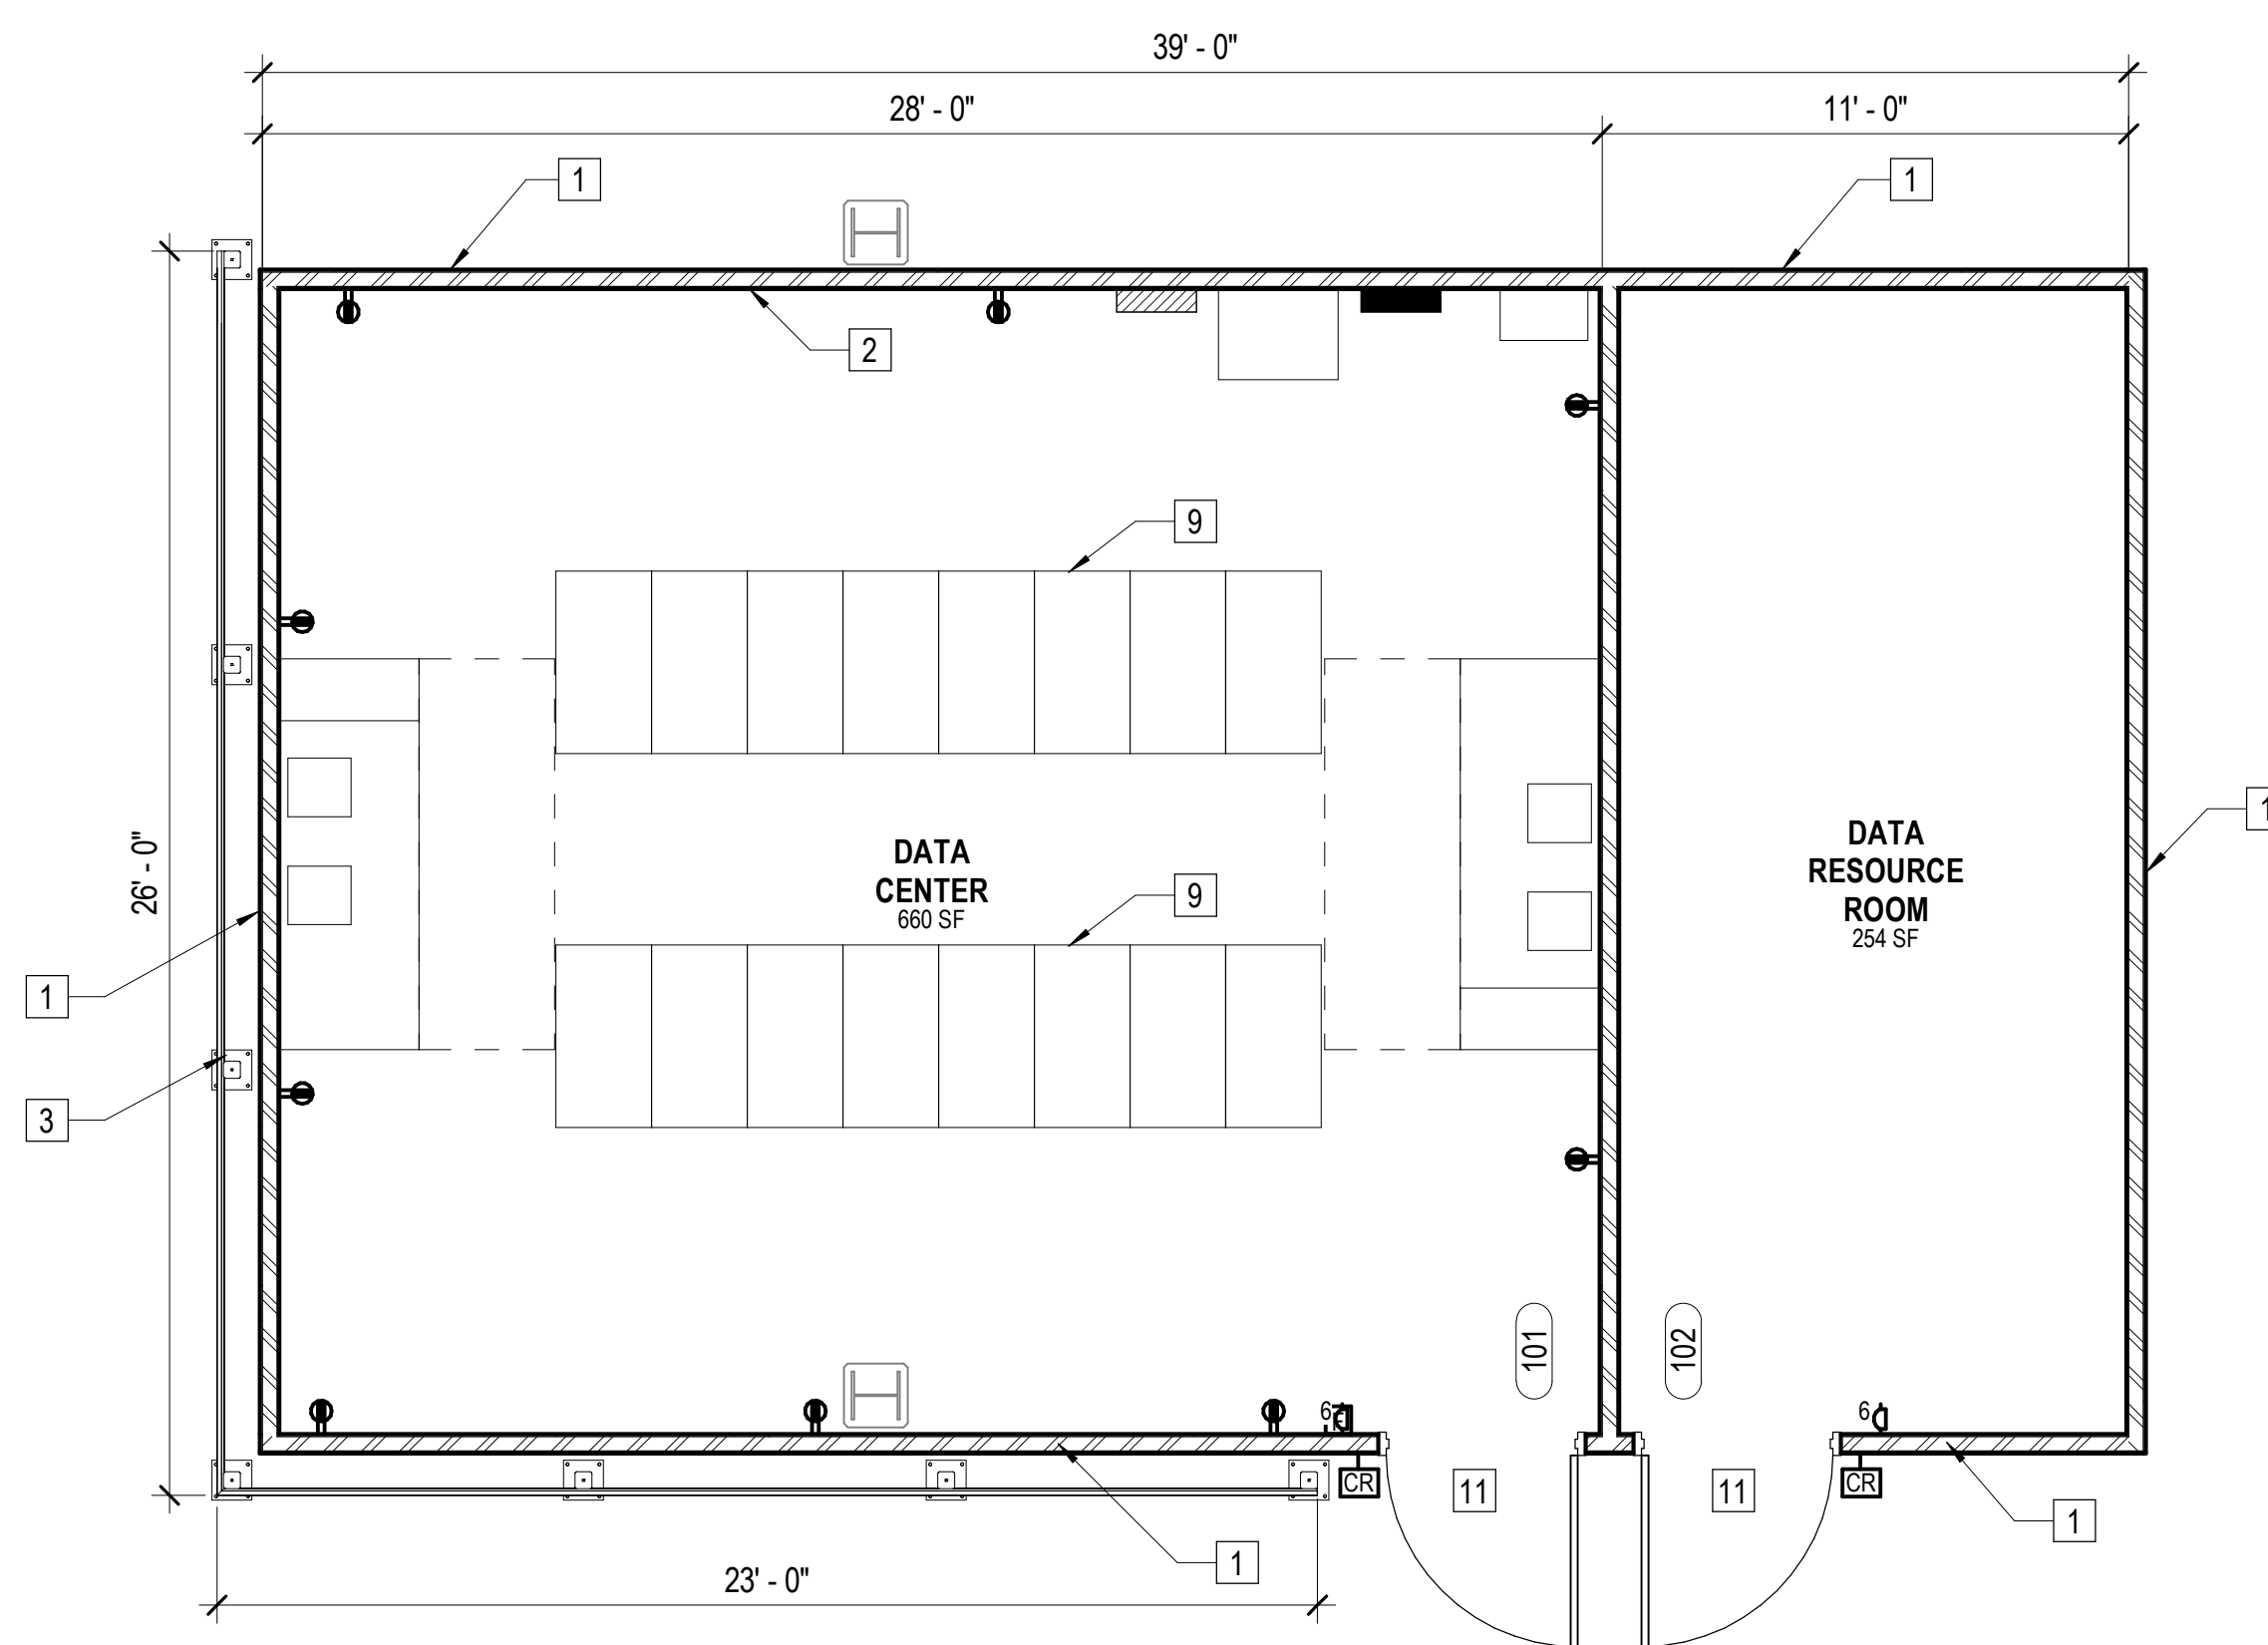 39' - 0"
28' - 0"
11' - 0"
1
1
2
9
26' - 0"
DATA
CENTER
660 SF
9
DATA
RESOURCE
ROOM
254 SF
1
1
3
101
102
6
6
CR
11
11
CR
1
1
23' - 0"